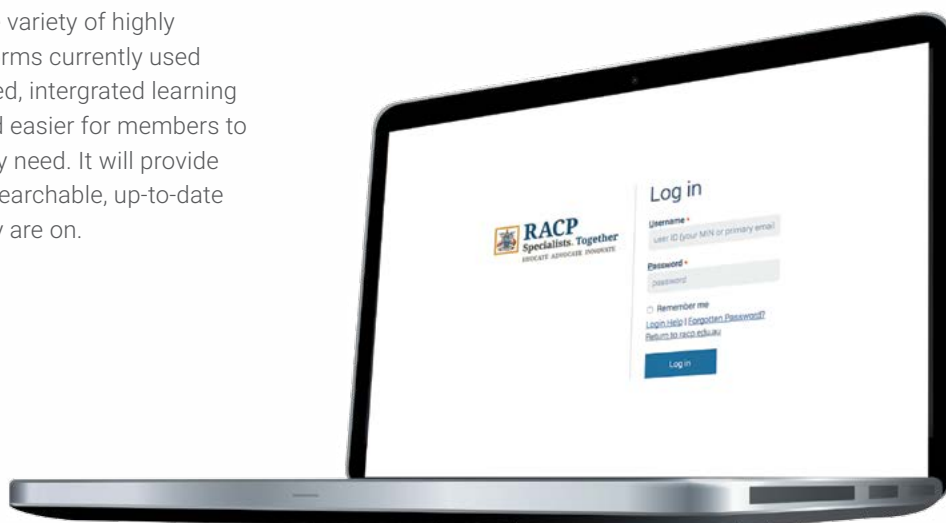 variety of highly
rms currently used
ed, intergrated learning
easier for members to
y need. It will provide
earchable, up-to-date
y are on.
RACP
Specialists. Together
EDUCATE ADVOCATE INNOVATE
Log in
Username •
user ID (your MIN or primary email
Password •
password
Remember me
Login Help | Forgotten Password?
Return to racp.edu.au
Log in